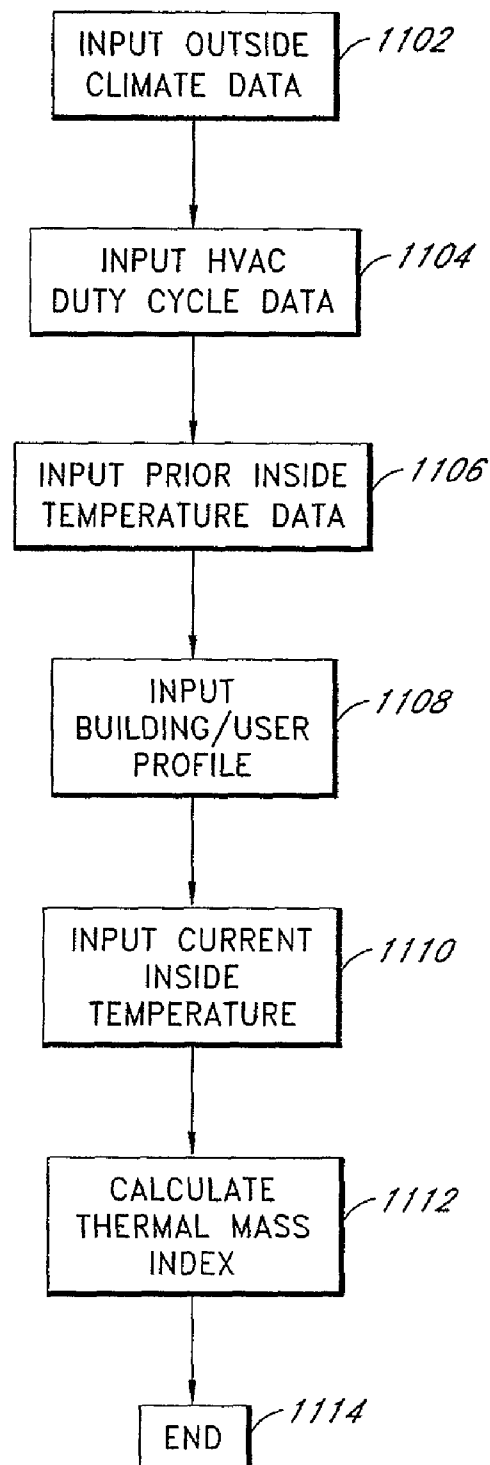 INPUT OUTSIDE
CLIMATE DATA
1102
INPUT HVAC
DUTY CYCLE DATA
1104
INPUT PRIOR INSIDE
TEMPERATURE DATA
1106
INPUT
BUILDING/USER
PROFILE
1108
INPUT CURRENT
INSIDE
TEMPERATURE
1110
CALCULATE
THERMAL MASS
INDEX
1112
END
1114